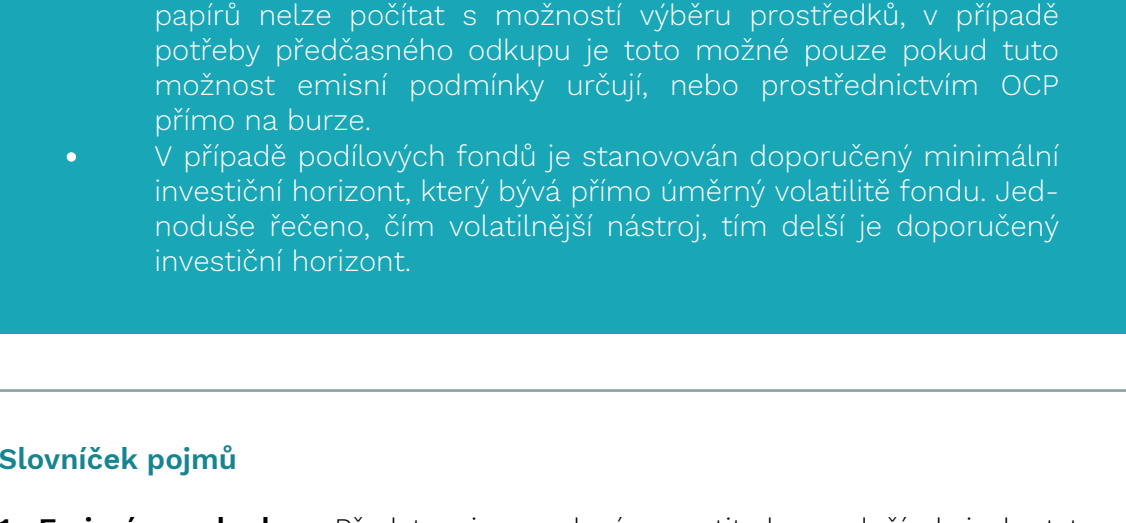 papírů nelze počítat s možností výběru prostředků, v případě
potřeby předčasného odkupu je toto možné pouze pokud tuto
možnost emisní podmínky určují, nebo prostřednictvím OCP
přímo na burze.
• V případě podílových fondů je stanovován doporučený minimální
investiční horizont, který bývá přímo úměrný volatilitě fondu. Jed-
noduše řečeno, čím volatilnější nástroj, tím delší je doporučený
investiční horizont.
Slovníček pojmů